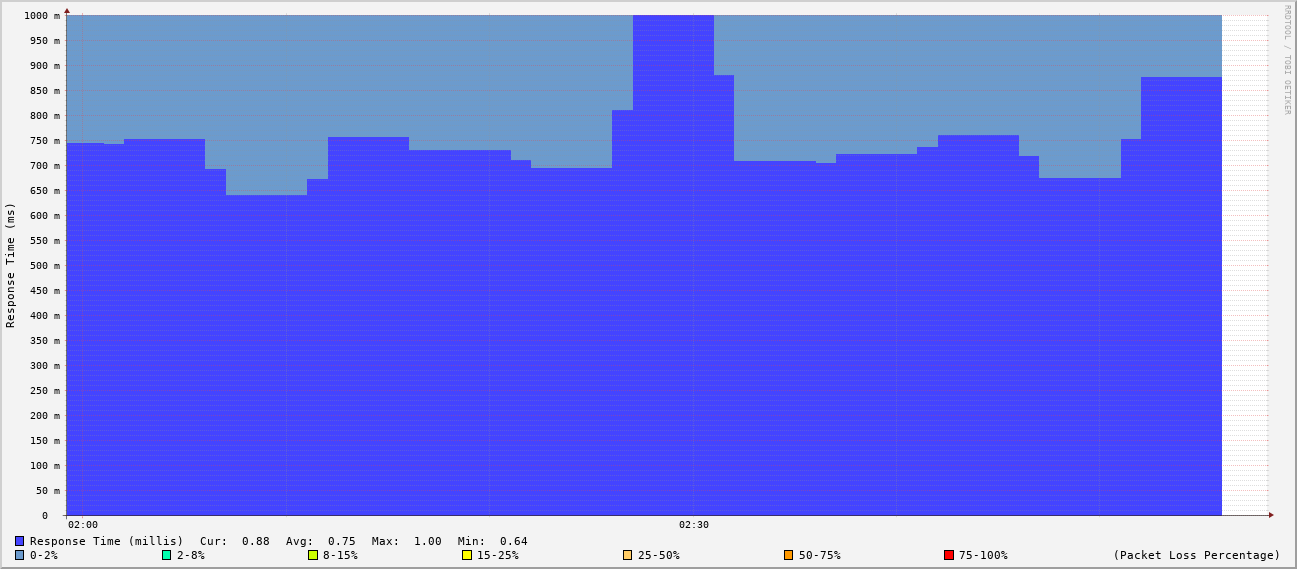 1000 m
950 m
900 m
850 m
800 m
750 m
700 m
650 m
600 m
550 m
500 m
450 m
400 m
350 m
300 m
250 m
200 m
150 m
100 m
50 m
0
Response Time (ms)
RRDTOOL / TOBI OETIKER
02:00 02:30
Response Time (millis) Cur: 0.88 Avg: 0.75 Max: 1.00 Min: 0.64
0-2% 2-8% 8-15% 15-25% 25-50% 50-75% 75-100% (Packet Loss Percentage)